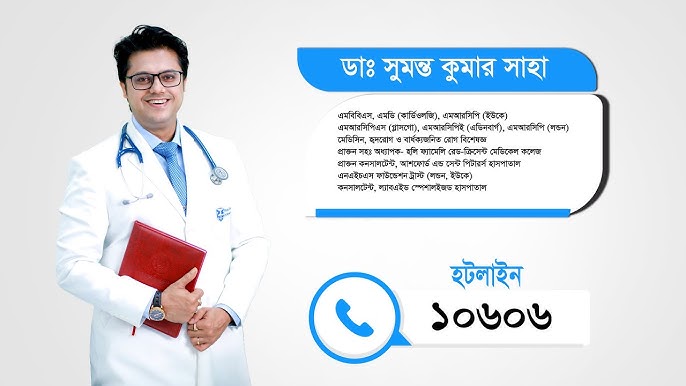 ডাঃ সুমন্ত কুমার সাহা
এমবিবিএস, এমডি (কার্ডিওলজি), এমআরসিপি (ইউকে)
এমআরসিপিএস (গ্লাসগো), এমআরসিপিই (এডিনবার্গ), এমআরসিপি (লন্ডন)
মেডিসিন, হৃদরোগ ও বার্ধক্যজনিত রোগ বিশেষজ্ঞ
প্রাক্তন সহঃ অধ্যাপক- হলি ফ্যামেলি রেড-ক্রিসেন্ট মেডিকেল কলেজ
প্রাক্তন কনসালটেন্ট, আশফোর্ড এন্ড সেন্ট পিটারর্স হাসপাতাল
এনএইচএস ফাউন্ডেশন ট্রাস্ট (লন্ডন, ইউকে)
কনসালটেন্ট, ল্যাবএইড স্পেশালইজড হাসপাতাল
হটলাইন
১০৬০৬